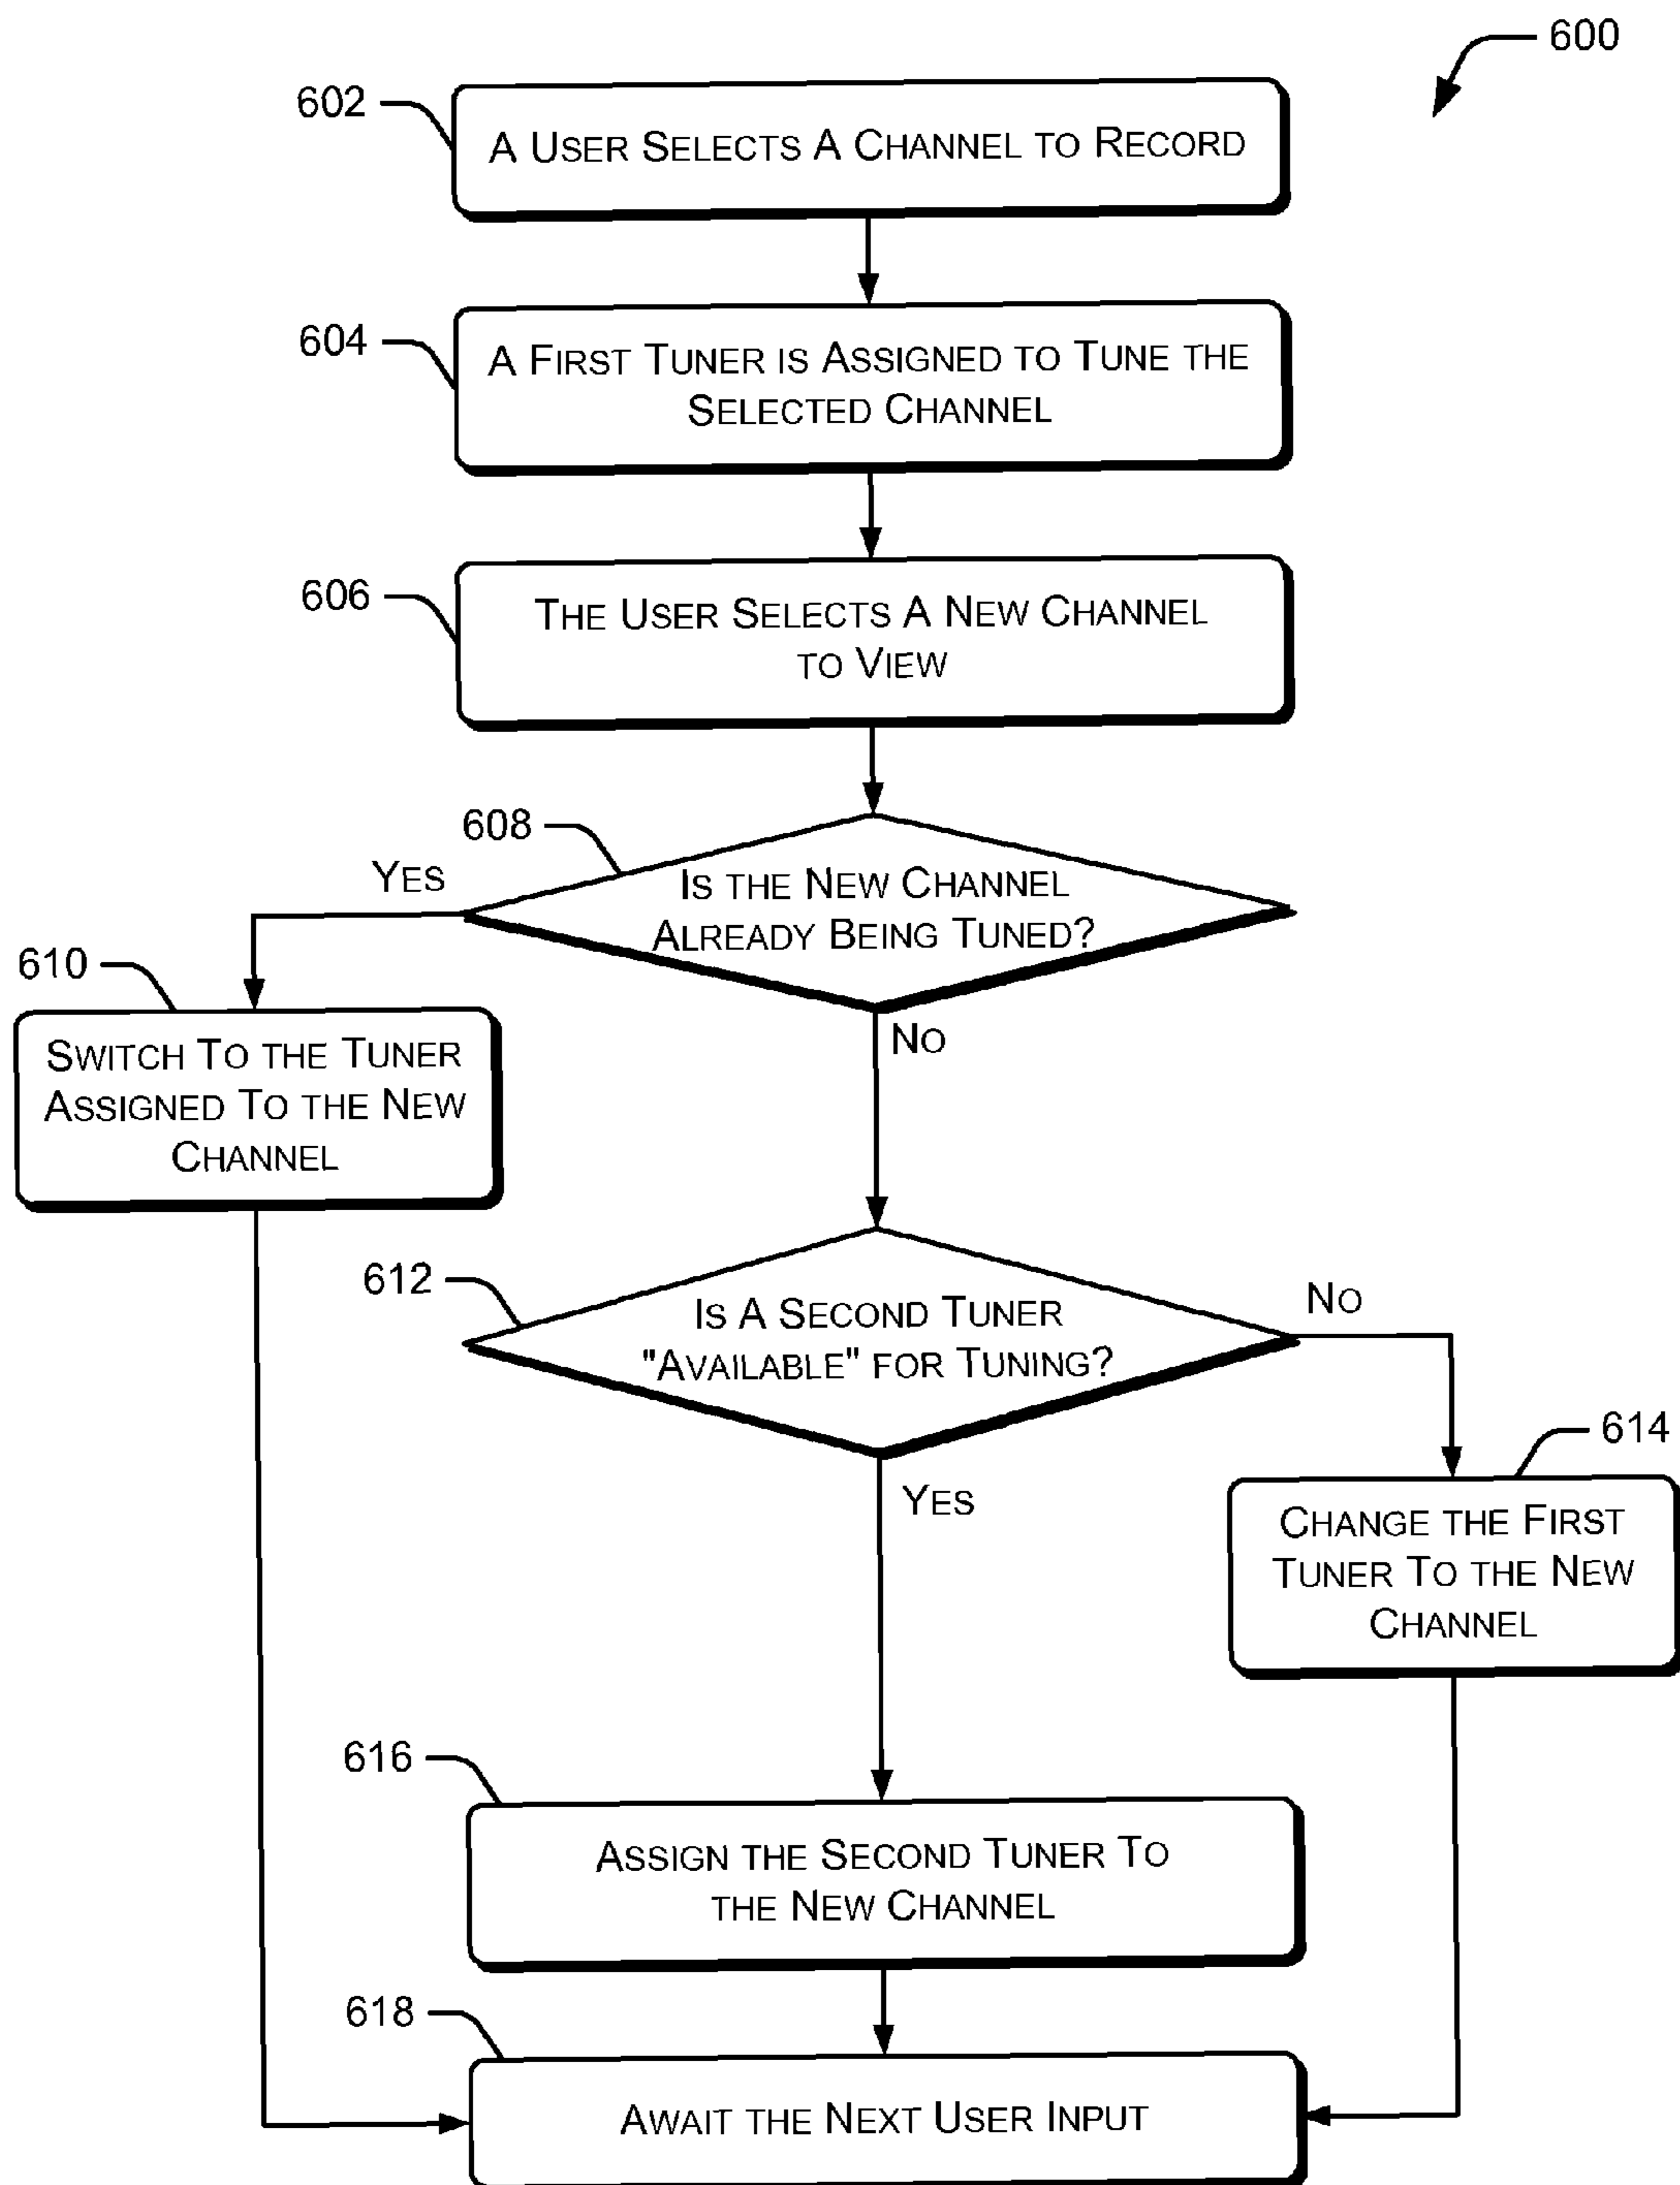 600
602
A User Selects A Channel to Record
604
A First Tuner is Assigned to Tune the
Selected Channel
606
The User Selects A New Channel
to View
608
Yes
Is the New Channel
Already Being Tuned?
610
No
Switch To the Tuner
Assigned To the New
Channel
612
Is A Second Tuner
"Available" for Tuning?
No
614
Yes
Change the First
Tuner To the New
Channel
616
Assign the Second Tuner To
the New Channel
618
Await the Next User Input